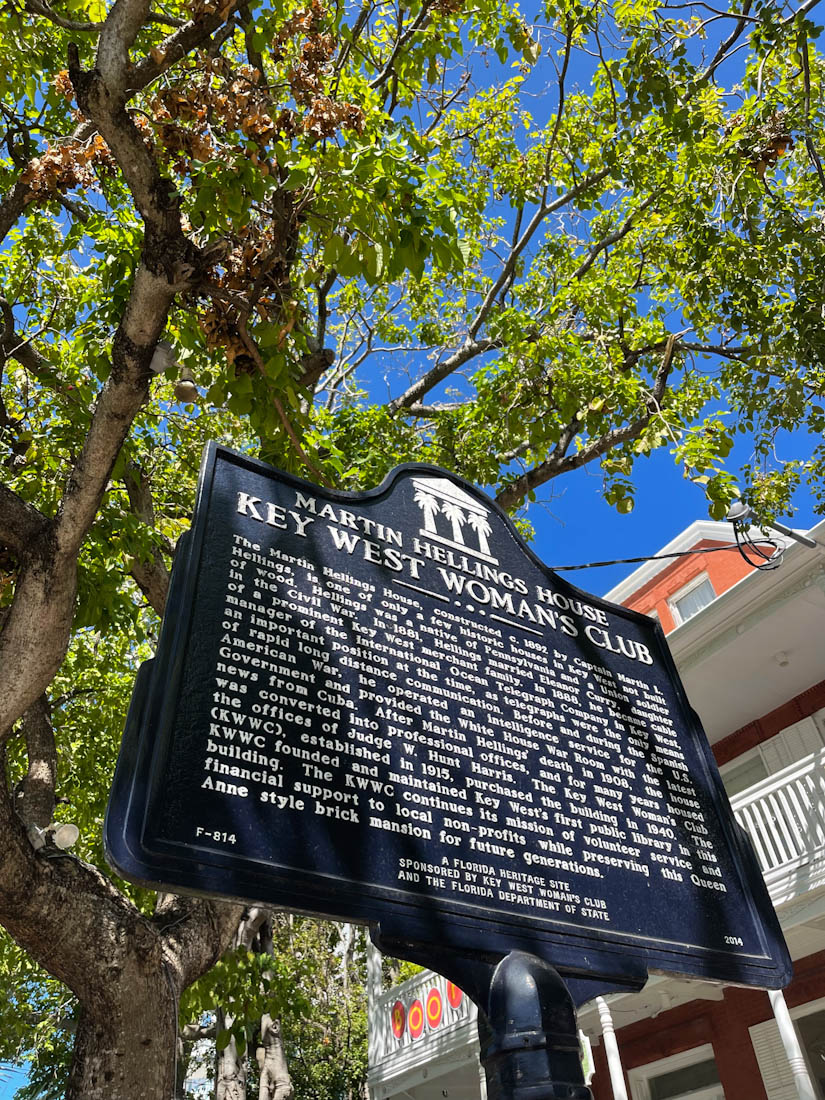 MARTIN HELLINGS HOUSE
KEY WEST WOMAN'S CLUB
The Martin Hellings House, constructed c. 1892 by Captain Martin L.
Hellings, is one of only a few historic houses in Key West not built
of wood. Hellings was a native of Pennsylvania and a Union soldier
in the Civil War. In 1881, Hellings married Eleanor Curry, daughter
of a prominent Key West merchant family. In 1888, he became cable
manager of the International Ocean Telegraph Company in Key West,
an important position at the time, as telegraphs were the only means
of rapid long distance communication. Before and during the Spanish
American War, he operated an intelligence service for the U.S.
Government and provided the White House War Room with the latest
news from Cuba. After Martin Hellings' death in 1908, the house
was converted into professional offices, and for many years housed
the offices of Judge W. Hunt Harris. The Key West Woman's Club
(KWWC), established in 1915, purchased the building in 1940. The
KWWC founded and maintained Key West's first public library in this
building. The KWWC continues its mission of volunteer service and
financial support to local non-profits while preserving this Queen
Anne style brick mansion for future generations.
F-814
A FLORIDA HERITAGE SITE
SPONSORED BY KEY WEST WOMAN'S CLUB
AND THE FLORIDA DEPARTMENT OF STATE
2014